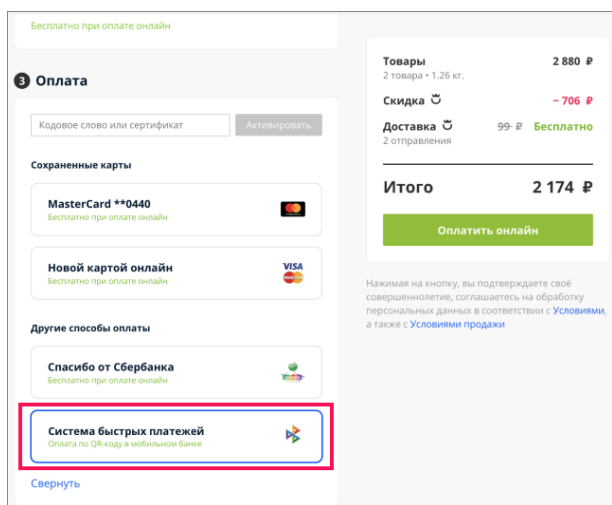 Бесплатно при оплате онлайн
3 Оплата
Кодовое слово или сертификат
Активировать
Сохраненные карты
MasterCard **0440
Бесплатно при оплате онлайн
Новой картой онлайн
Бесплатно при оплате онлайн
VISA
Другие способы оплаты
Спасибо от Сбербанка
Бесплатно при оплате онлайн
Система быстрых платежей
Оплата по QR-коду в мобильном банке
Свернуть
Товары 2 880 ₽
2 товара • 1.26 кг.
Скидка − 706 ₽
Доставка 99 ₽ Бесплатно
2 отправления
Итого 2 174 ₽
Оплатить онлайн
Нажимая на кнопку, вы подтверждаете своё
совершеннолетие, соглашаетесь на обработку
персональных данных в соответствии с Условиями,
а также с Условиями продажи